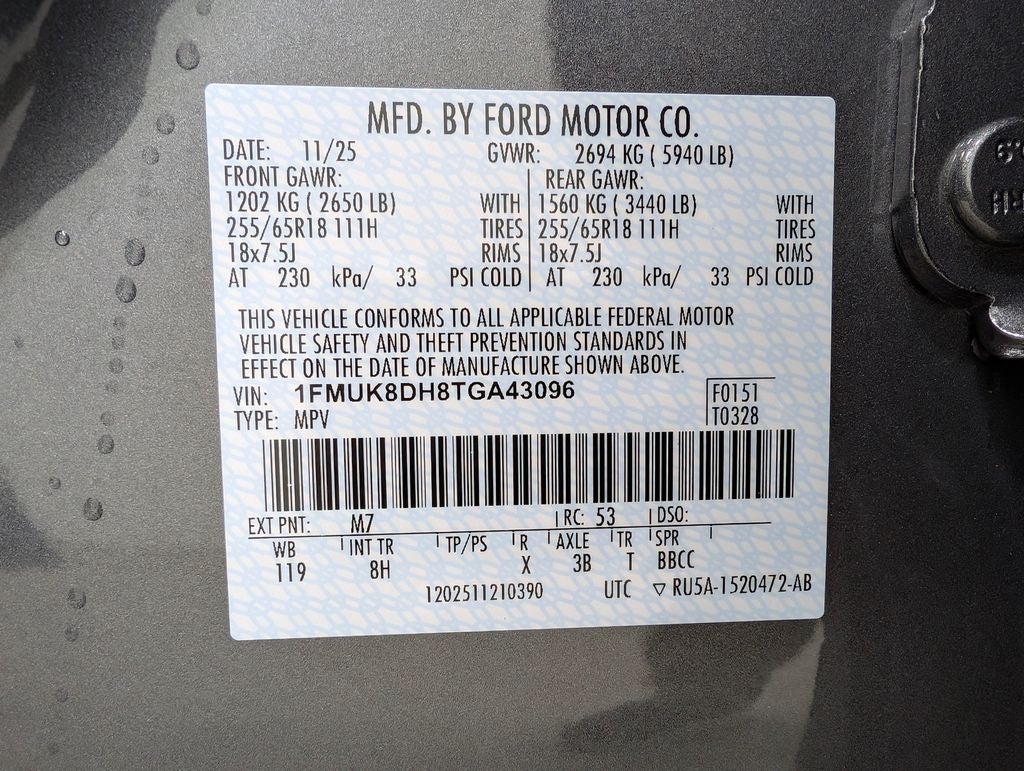 MFD. BY FORD MOTOR CO.
DATE: 11/25 GVWR: 2694 KG ( 5940 LB)
FRONT GAWR: REAR GAWR:
1202 KG ( 2650 LB) WITH 1560 KG ( 3440 LB) WITH
255/65R18 111H TIRES 255/65R18 111H TIRES
18x7.5J RIMS 18x7.5J RIMS
AT 230 kPa/ 33 PSI COLD AT 230 kPa/ 33 PSI COLD
THIS VEHICLE CONFORMS TO ALL APPLICABLE FEDERAL MOTOR
VEHICLE SAFETY AND THEFT PREVENTION STANDARDS IN
EFFECT ON THE DATE OF MANUFACTURE SHOWN ABOVE.
VIN: 1FMUK8DH8TGA43096 F0151
TYPE: MPV T0328
EXT PNT: M7 RC: 53 DSO:
WB INT TR TP/PS R AXLE TR SPR
119 8H X 3B T BBCC
1202511210390 UTC ▽ RU5A-1520472-AB